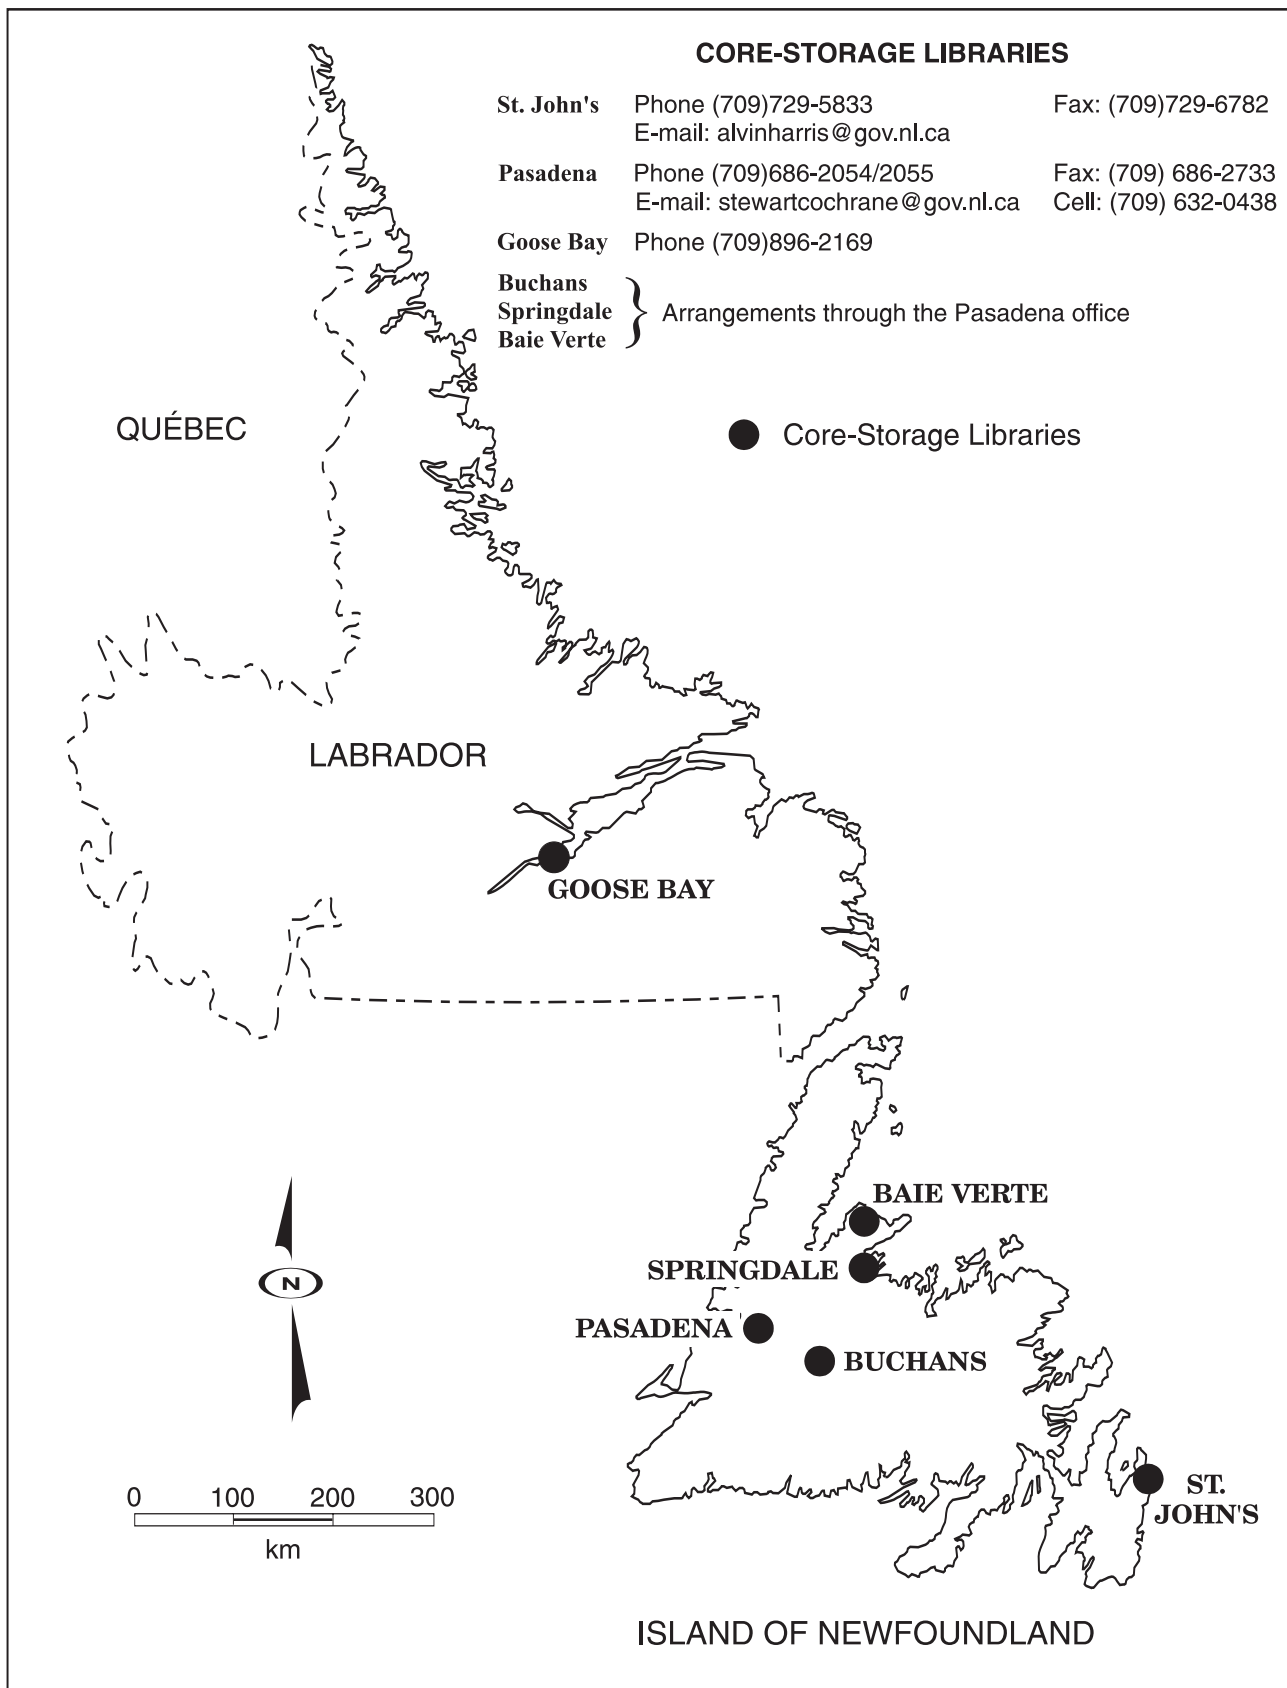 CORE-STORAGE LIBRARIES
St. John's Phone (709)729-5833 Fax: (709)729-6782
E-mail: alvinharris@gov.nl.ca
Pasadena Phone (709)686-2054/2055 Fax: (709) 686-2733
E-mail: stewartcochrane@gov.nl.ca Cell: (709) 632-0438
Goose Bay Phone (709)896-2169
Buchans
Springdale
Baie Verte
Arrangements through the Pasadena office
QUÉBEC
Core-Storage Libraries
LABRADOR
GOOSE BAY
BAIE VERTE
SPRINGDALE
PASADENA
BUCHANS
N
ST.
JOHN'S
0 100 200 300
km
ISLAND OF NEWFOUNDLAND